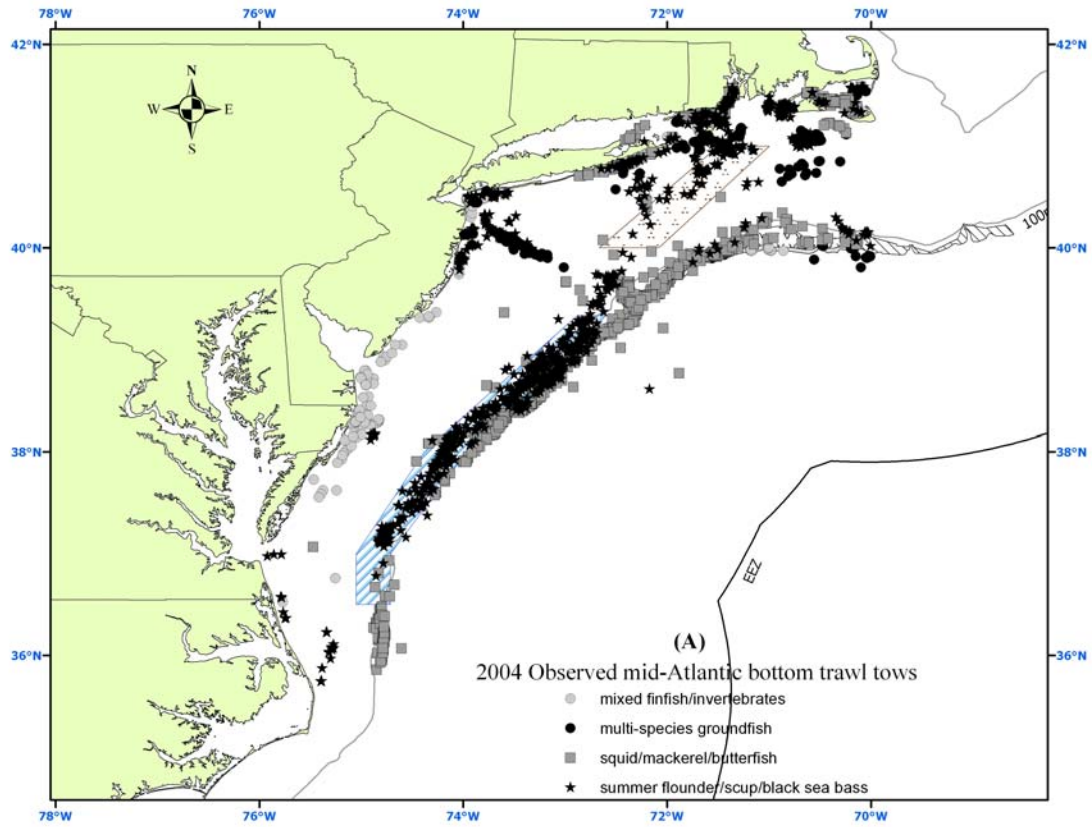 78°W 76°W 74°W 72°W 70°W
42°N 42°N
N
W E
S
100m
40°N 40°N
38°N 38°N
EEZ
36°N 36°N
(A)
2004 Observed mid-Atlantic bottom trawl tows
mixed finfish/invertebrates
multi-species groundfish
squid/mackerel/butterfish
summer flounder/scup/black sea bass
78°W 76°W 74°W 72°W 70°W